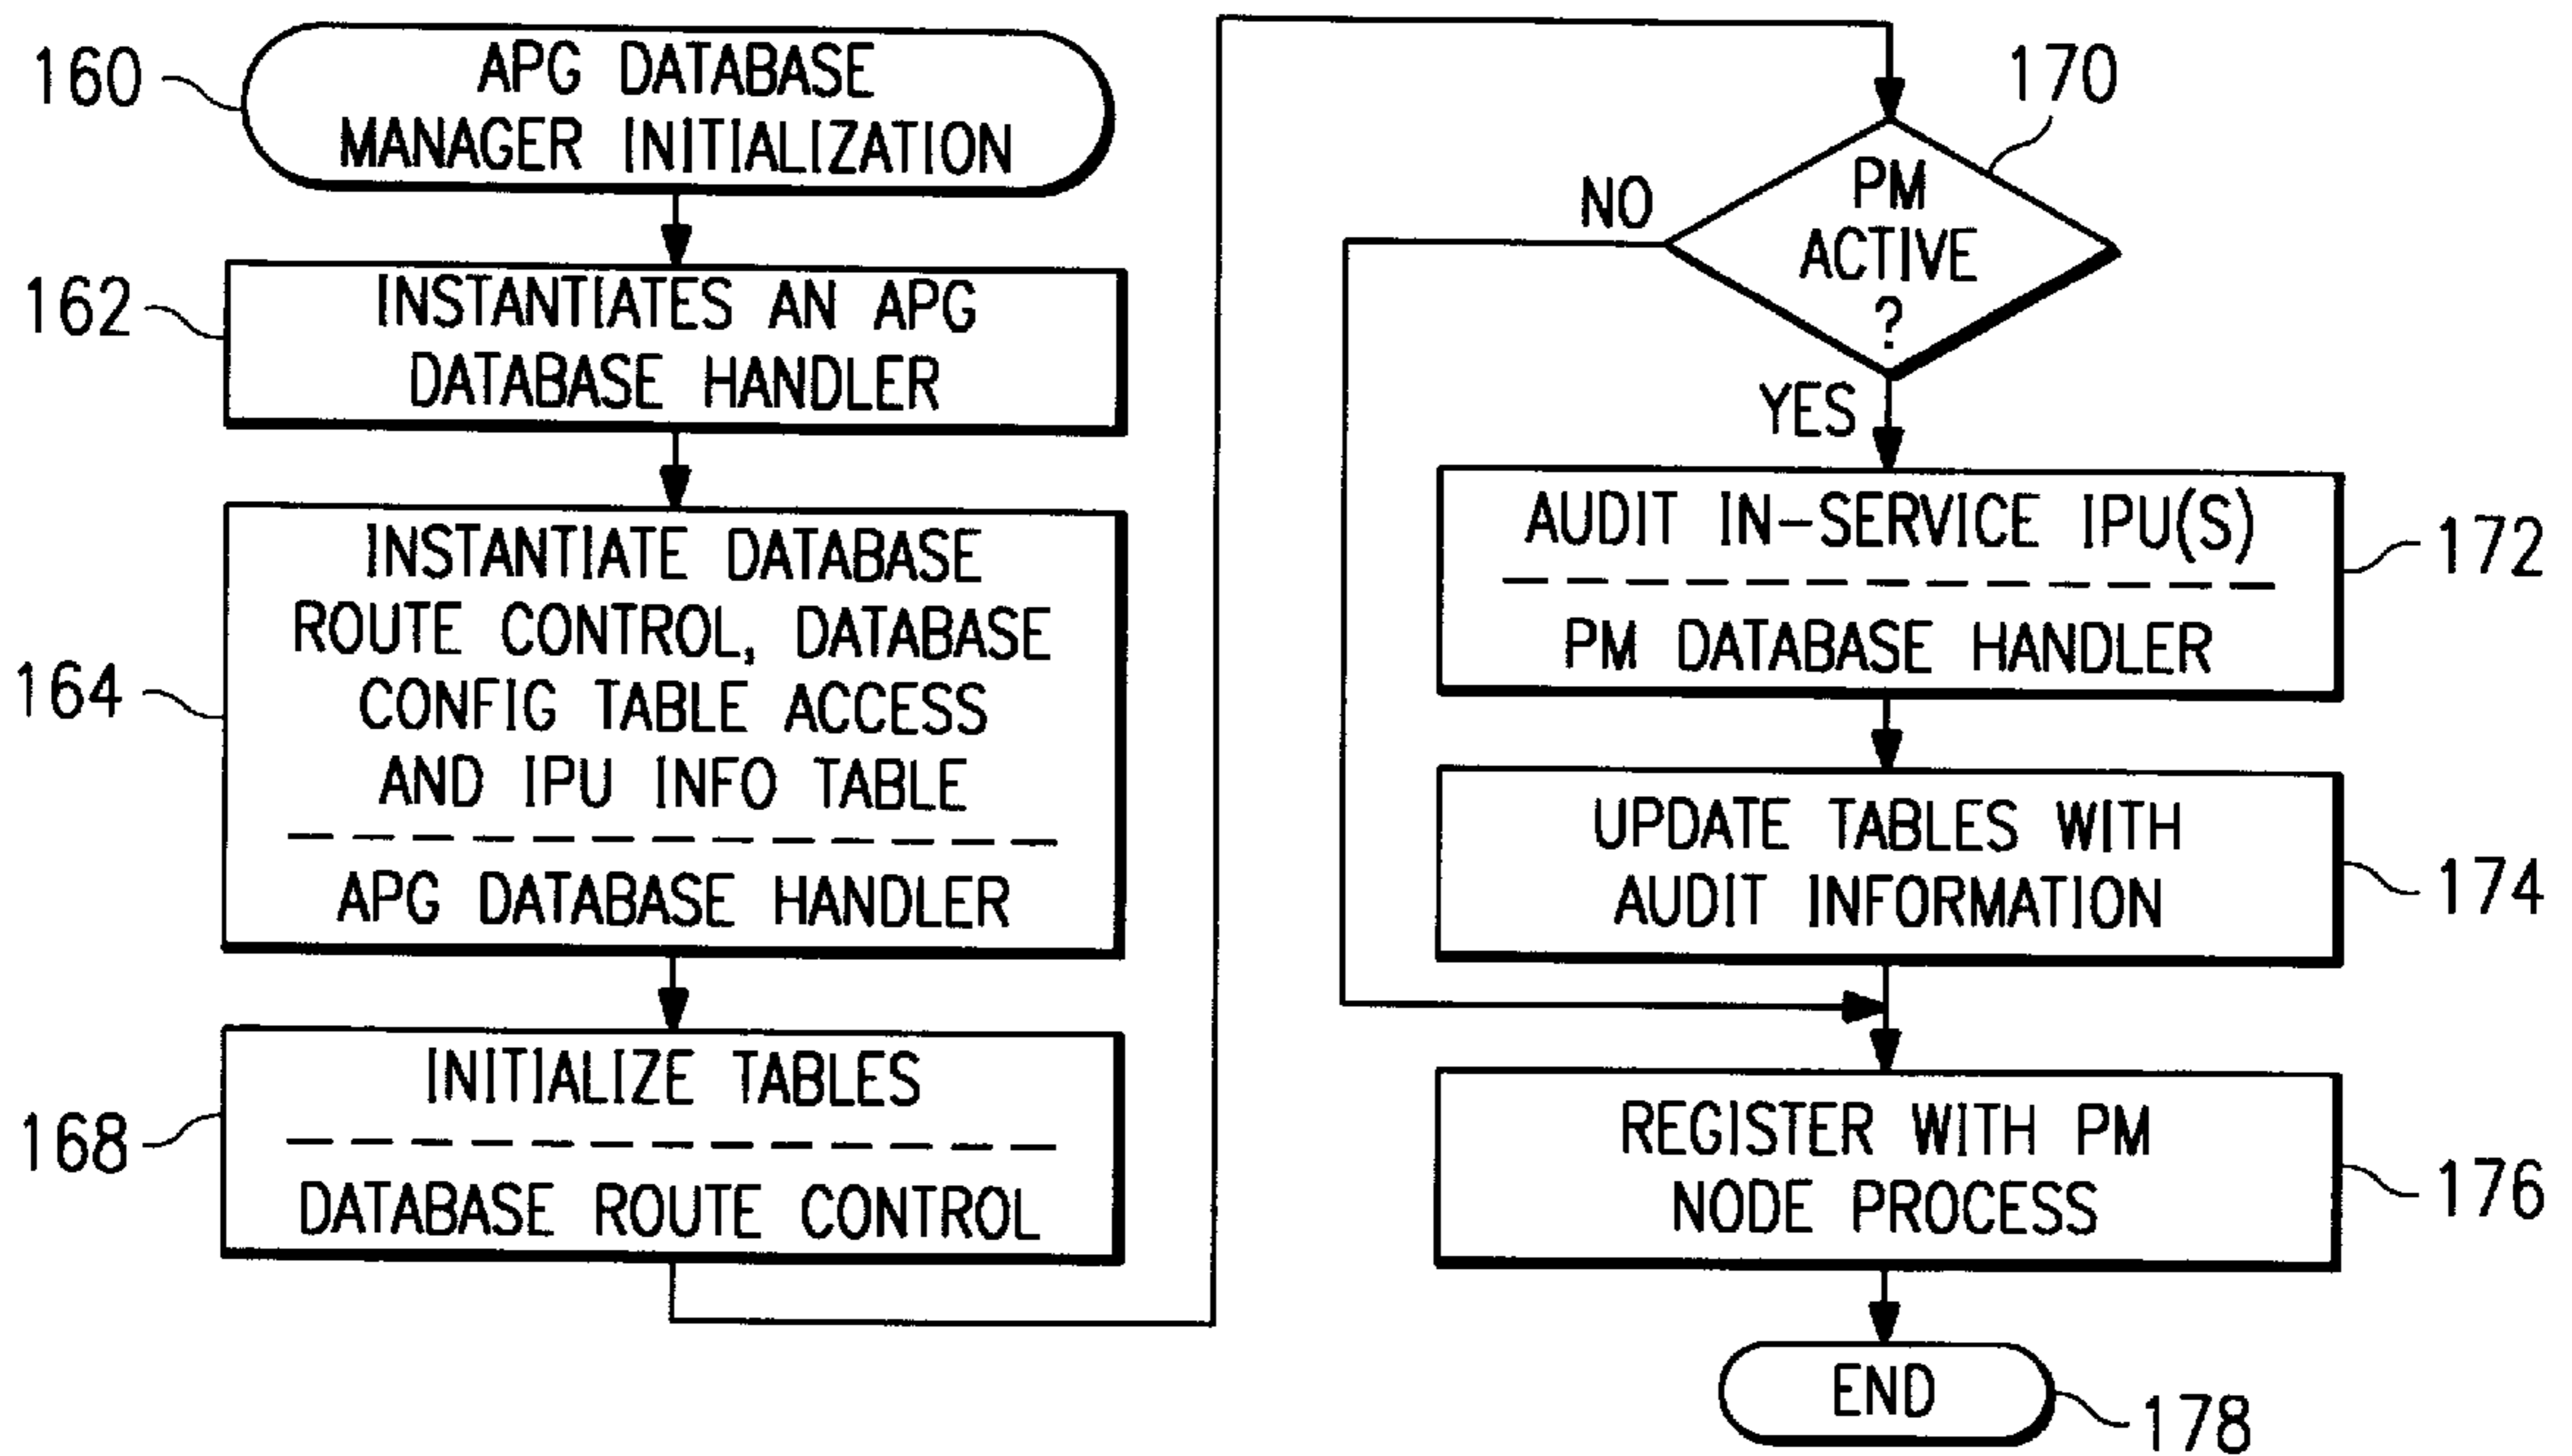 160
APG DATABASE
MANAGER INITIALIZATION
162
INSTANTIATES AN APG
DATABASE HANDLER
164
INSTANTIATE DATABASE
ROUTE CONTROL, DATABASE
CONFIG TABLE ACCESS
AND IPU INFO TABLE
APG DATABASE HANDLER
168
INITIALIZE TABLES
DATABASE ROUTE CONTROL
170
PM
ACTIVE
?
NO
YES
AUDIT IN-SERVICE IPU(S)
PM DATABASE HANDLER
172
UPDATE TABLES WITH
AUDIT INFORMATION
174
REGISTER WITH PM
NODE PROCESS
176
END
178